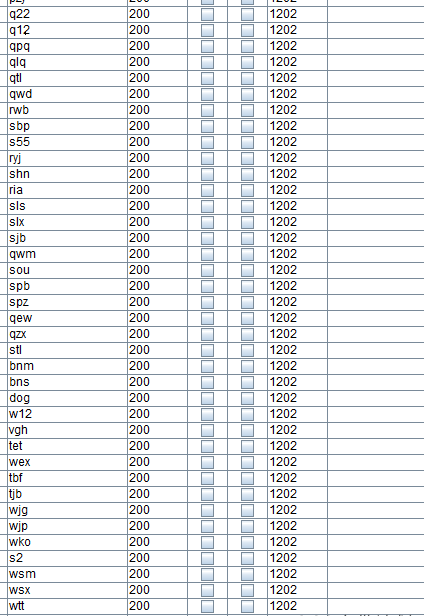 q22 200 1202
q12 200 1202
qpq 200 1202
qlq 200 1202
qtl 200 1202
qwd 200 1202
rwb 200 1202
sbp 200 1202
s55 200 1202
ryj 200 1202
shn 200 1202
ria 200 1202
sls 200 1202
slx 200 1202
sjb 200 1202
qwm 200 1202
sou 200 1202
spb 200 1202
spz 200 1202
qew 200 1202
qzx 200 1202
stl 200 1202
bnm 200 1202
bns 200 1202
dog 200 1202
w12 200 1202
vgh 200 1202
tet 200 1202
wex 200 1202
tbf 200 1202
tjb 200 1202
wjg 200 1202
wjp 200 1202
wko 200 1202
s2 200 1202
wsm 200 1202
wsx 200 1202
wtt 200 1202